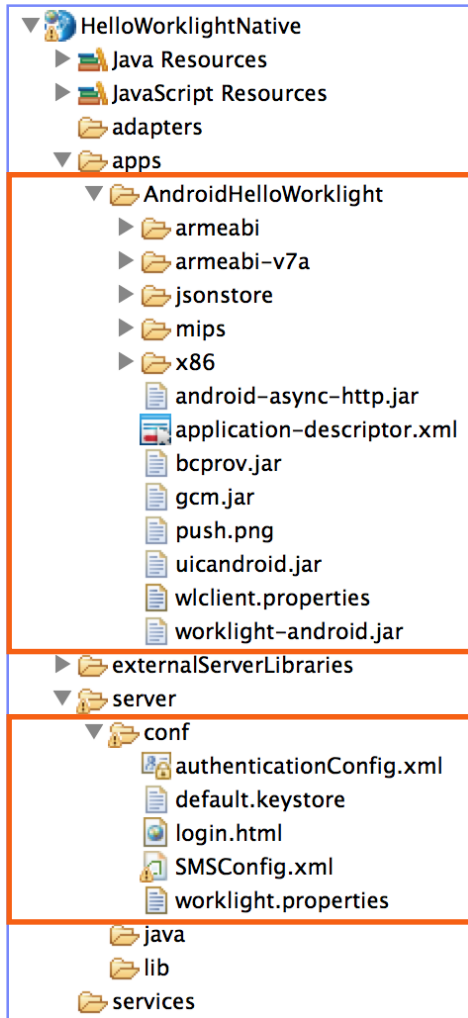 HelloWorklightNative
Java Resources
JavaScript Resources
adapters
apps
AndroidHelloWorklight
armeabi
armeabi-v7a
jsonstore
mips
x86
android-async-http.jar
application-descriptor.xml
bcprov.jar
gcm.jar
push.png
uicandroid.jar
wlclient.properties
worklight-android.jar
externalServerLibraries
server
conf
authenticationConfig.xml
default.keystore
login.html
SMSConfig.xml
worklight.properties
java
lib
services